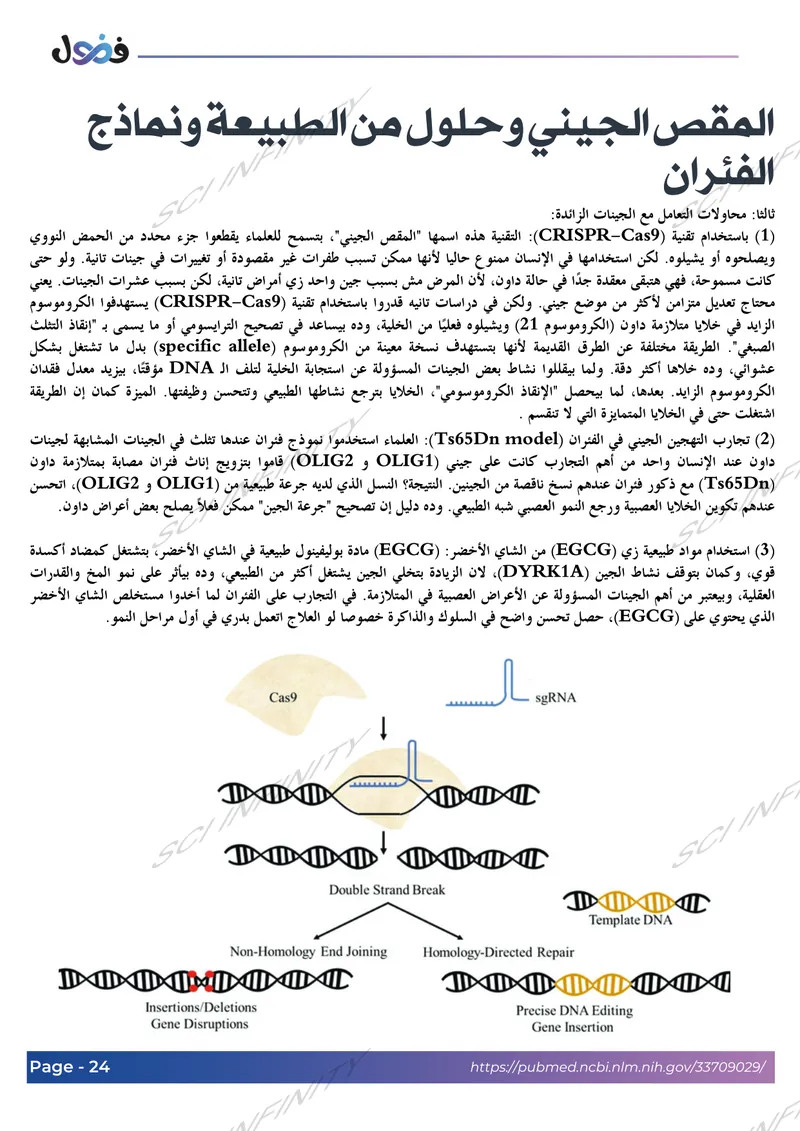 فضول
المقص الجيني وحلول من الطبيعة ونماذج
الفئران
ثالثا: محاولات التعامل مع الجينات الزائدة:
(1) باستخدام تقنية (CRISPR-Cas9): التقنية هذه اسمها "المقص الجيني"، بتسمح للعلماء يقطعوا جزء محدد من الحمض النووي
ويصلحوه أو يشيلوه. لكن استخدامها في الإنسان ممنوع حاليا لأنها ممكن تسبب طفرات غير مقصودة أو تغييرات في جينات تانية. ولو حتى
كانت مسموحة، فهي هتبقى معقدة جدًا في حالة داون، لأن المرض مش بسبب جين واحد زي أمراض تانية، لكن بسبب عشرات الجينات. يعني
محتاج تعديل متزامن لأكثر من موضع جيني. ولكن في دراسات تانيه قدروا باستخدام تقنية (CRISPR-Cas9) يستهدفوا الكروموسوم
الزايد في خلايا متلازمة داون (الكروموسوم 21) ويشيلوه فعليًا من الخلية، وده بيساعد في تصحيح الترايسومي أو ما يسمى بـ "إنقاذ التثلث
الصبغي". الطريقة مختلفة عن الطرق القديمة لأنها بتستهدف نسخة معينة من الكروموسوم (specific allele) بدل ما تشتغل بشكل
عشوائي، وده خلاها أكثر دقة. ولما بيقللوا نشاط بعض الجينات المسؤولة عن استجابة الخلية لتلف الـ DNA مؤقتًا، بيزيد معدل فقدان
الكروموسوم الزايد. بعدها، لما بيحصل "الإنقاذ الكروموسومي"، الخلايا بترجع نشاطها الطبيعي وتتحسن وظيفتها. الميزة كمان إن الطريقة
اشتغلت حتى في الخلايا المتمايزة التي لا تنقسم .
(2) تجارب التهجين الجيني في الفئران (Ts65Dn model): العلماء استخدموا نموذج فئران عندها تثلث في الجينات المشابهة لجينات
داون عند الإنسان واحد من أهم التجارب كانت على جيني (OLIG1 و OLIG2) قاموا بتزويج إناث فئران مصابة بمتلازمة داون
(Ts65Dn) مع ذكور فئران عندهم نسخ ناقصة من الجينين. النتيجة؟ النسل الذي لديه جرعة طبيعية من (OLIG1 و OLIG2)، اتحسن
عندهم تكوين الخلايا العصبية ورجع النمو العصبي شبه الطبيعي. وده دليل إن تصحيح "جرعة الجين" ممكن فعلاً يصلح بعض أعراض داون.
(3) استخدام مواد طبيعية زي (EGCG) من الشاي الأخضر: (EGCG) مادة بوليفينول طبيعية في الشاي الأخضر، بتشتغل كمضاد أكسدة
قوي، وكمان بتوقف نشاط الجين (DYRK1A)، لان الزيادة بتخلي الجين يشتغل أكثر من الطبيعي، وده بيأثر على نمو المخ والقدرات
العقلية، وبيعتبر من أهم الجينات المسؤولة عن الأعراض العصبية في المتلازمة. في التجارب على الفئران لما أخدوا مستخلص الشاي الأخضر
الذي يحتوي على (EGCG)، حصل تحسن واضح في السلوك والذاكرة خصوصا لو العلاج اتعمل بدري في أول مراحل النمو.
Cas9
sgRNA
Double Strand Break
Template DNA
Non-Homology End Joining
Homology-Directed Repair
Insertions/Deletions
Gene Disruptions
Precise DNA Editing
Gene Insertion
Page - 24
https://pubmed.ncbi.nlm.nih.gov/33709029/
SCI INFINITY